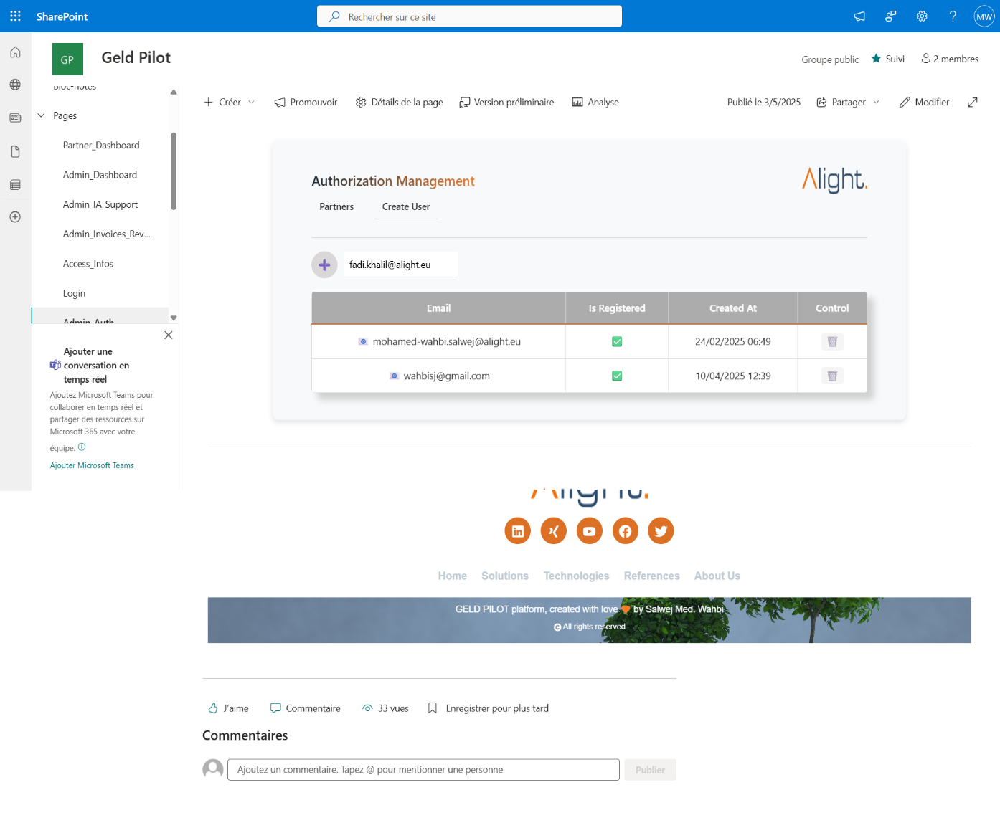 SharePoint
Rechercher sur ce site
MW
GP
Geld Pilot
Groupe public
Suivi
2 membres
Bloc-notes
Pages
Partner_Dashboard
Admin_Dashboard
Admin_IA_Support
Admin_Invoices_Rev...
Access_Infos
Login
Admin_Auth
Ajouter une
conversation en
temps réel
Ajoutez Microsoft Teams pour
collaborer en temps réel et
partager des ressources sur
Microsoft 365 avec votre
équipe.
Ajouter Microsoft Teams
Créer
Promouvoir
Détails de la page
Version préliminaire
Analyse
Publié le 3/5/2025
Partager
Modifier
Authorization Management
Alight.
Partners
Create User
fadi.khalil@alight.eu
Email Is Registered Created At Control
mohamed-wahbi.salwej@alight.eu 24/02/2025 06:49
wahbisj@gmail.com 10/04/2025 12:39
Alight.
Home Solutions Technologies References About Us
GELD PILOT platform, created with love by Salwej Med. Wahbi
© All rights reserved
J'aime
Commentaire
33 vues
Enregistrer pour plus tard
Commentaires
Ajoutez un commentaire. Tapez @ pour mentionner une personne
Publier